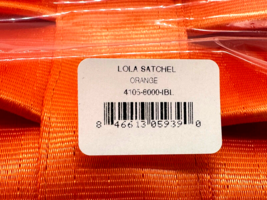 LOLA SATCHEL
ORANGE
4105-6000-IBL
8 46613 05939 0